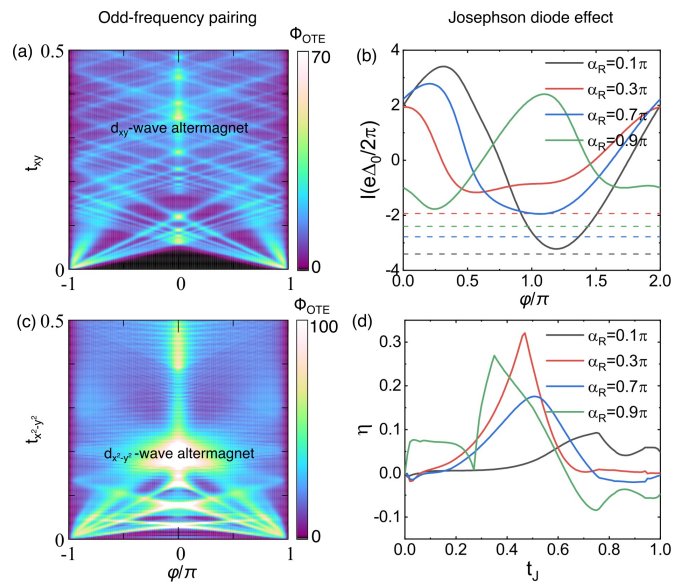 Odd-frequency pairing
Josephson diode effect
(a)
0.5
Φ_OTE
70
d_xy-wave altermagnet
t_xy
0
0
-1
0
1
(b)
4
2
0
-2
-4
I(eΔ_0/2π)
α_R=0.1π
α_R=0.3π
α_R=0.7π
α_R=0.9π
0.0
0.5
1.0
1.5
2.0
φ/π
(c)
0.5
Φ_OTE
100
d_x²-y²-wave altermagnet
t_x²-y²
0
0
-1
0
1
φ/π
(d)
0.3
0.2
0.1
0.0
-0.1
η
α_R=0.1π
α_R=0.3π
α_R=0.7π
α_R=0.9π
0.0
0.2
0.4
0.6
0.8
1.0
t_J